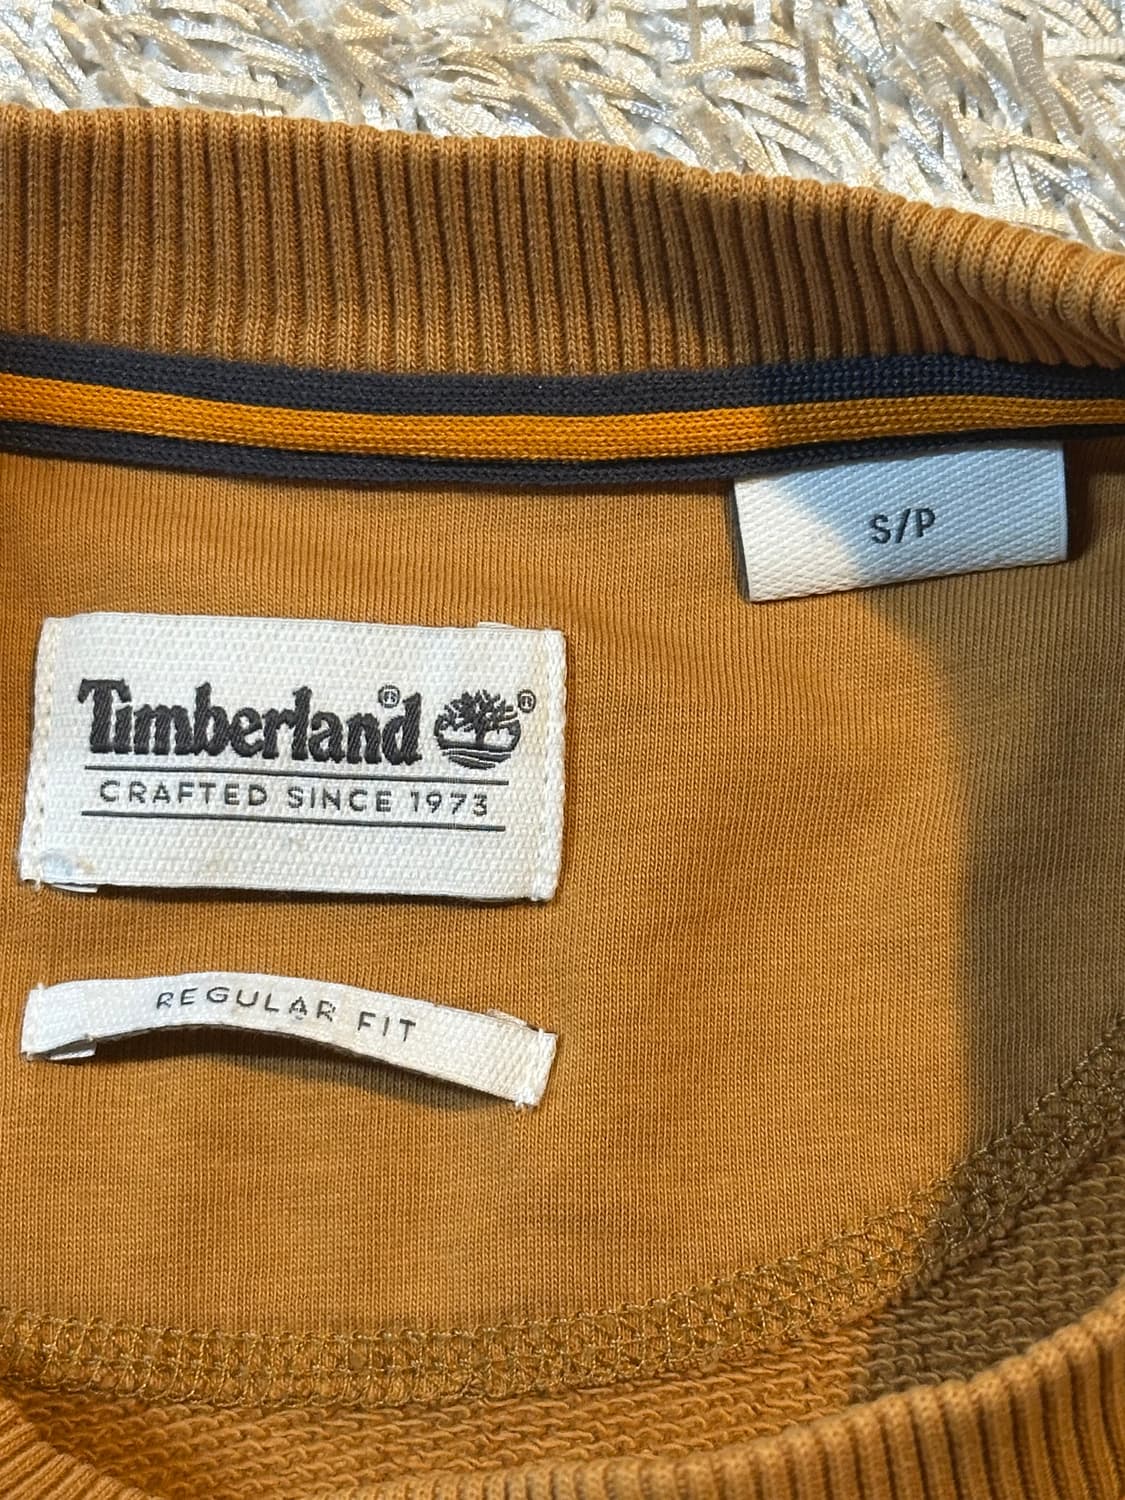 S/P
Timberland®
®
CRAFTED SINCE 1973
REGULAR FIT